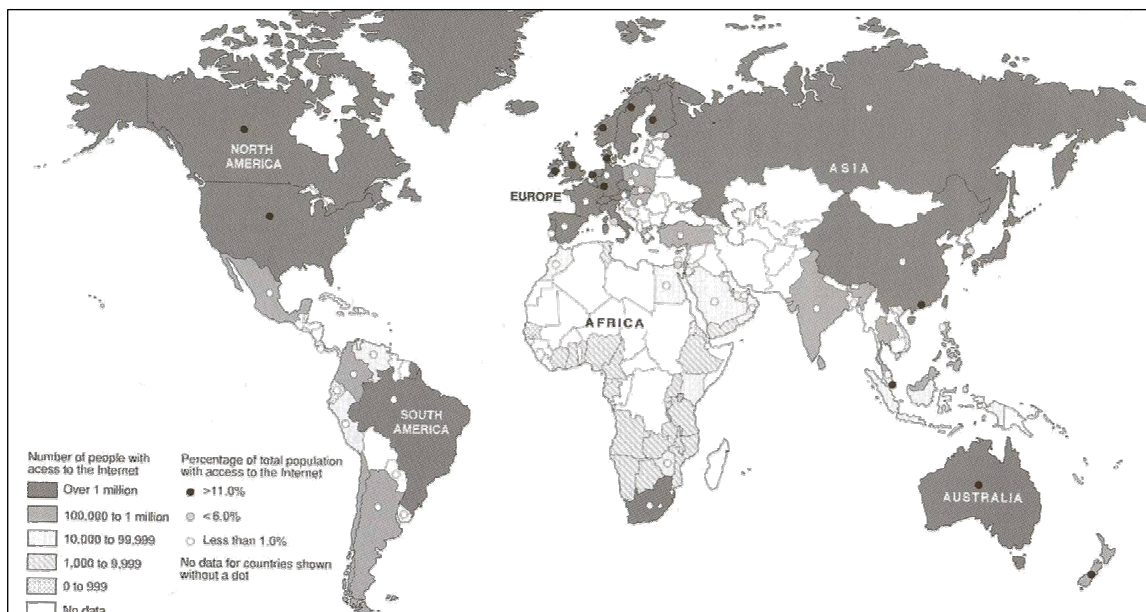 NORTH
AMERICA
EUROPE
ASIA
AFRICA
SOUTH
AMERICA
AUSTRALIA
Number of people with
acess to the Internet
Over 1 million
100,000 to 1 million
10,000 to 99,999
1,000 to 9,999
0 to 999
No data
Percentage of total population
with access to the Internet
>11.0%
<6.0%
Less than 1.0%
No data for countries shown
without a dot